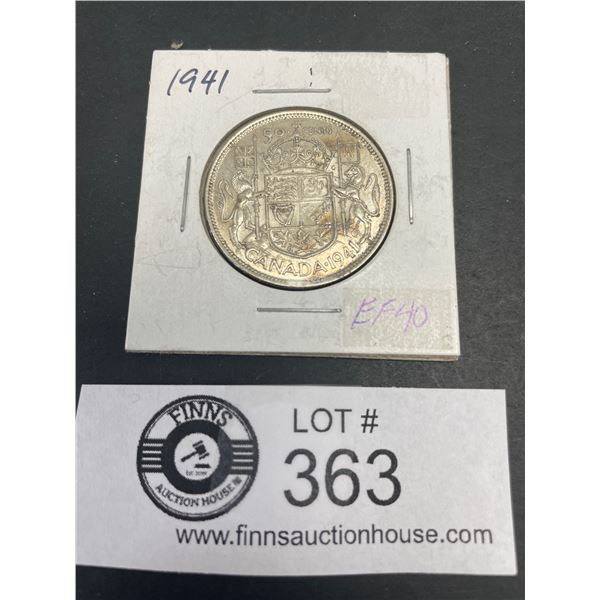 1941
50 CENTS
CANADA·1941
EF40
FINNS
AUCTION HOUSE
LOT #
363
www.finnsauctionhouse.com